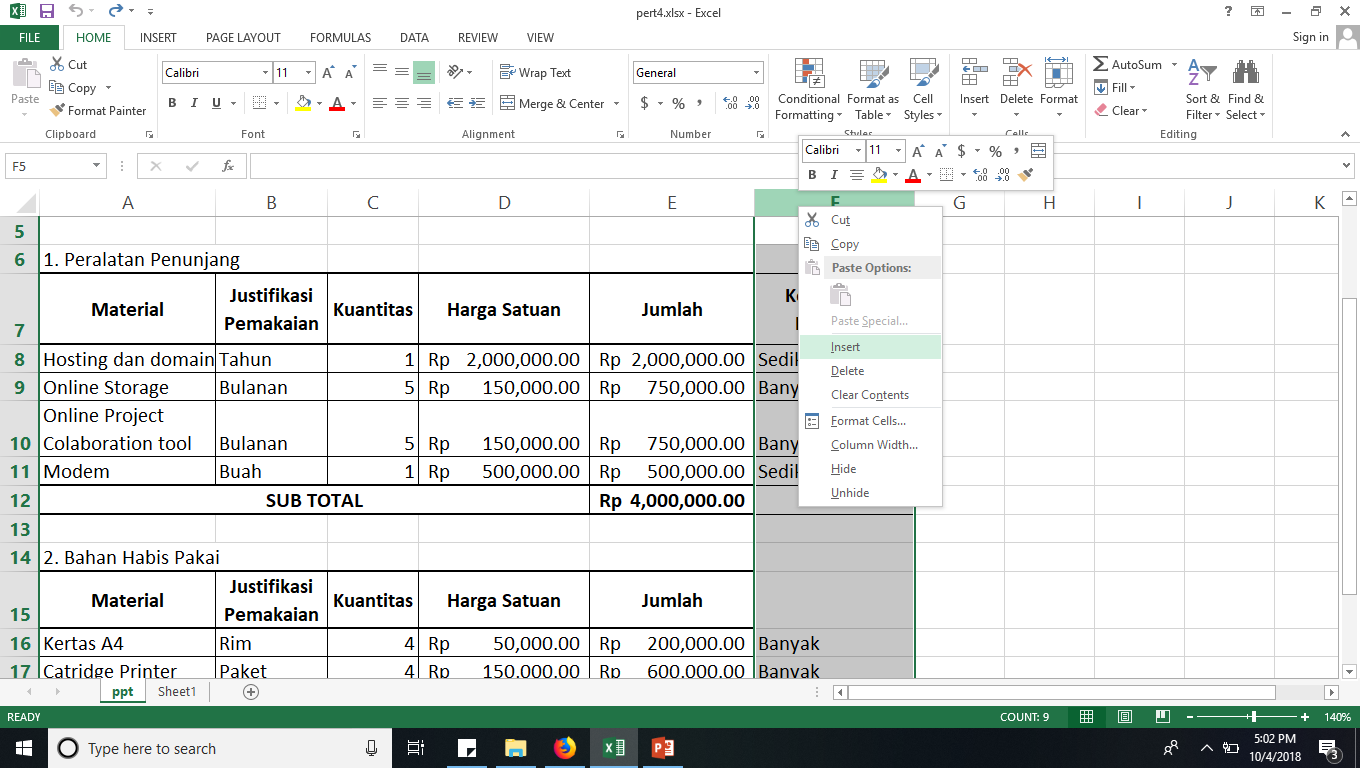 pert4.xlsx - Excel
FILE HOME INSERT PAGE LAYOUT FORMULAS DATA REVIEW VIEW Sign in
Paste
Cut
Copy
Format Painter
Clipboard
Calibri 11
B I U
Font
Wrap Text
Merge & Center
Alignment
General
$ % ,
Number
Conditional Formatting
Format as Table
Cell Styles
Styles
Insert Delete Format
Cells
AutoSum
Fill
Clear
Sort & Filter
Find & Select
Editing
F5
Calibri 11 $ % ,
B I
A B C D E F G H I J K
5
6 1. Peralatan Penunjang
7 Material Justifikasi Pemakaian Kuantitas Harga Satuan Jumlah
8 Hosting dan domain Tahun 1 Rp 2,000,000.00 Rp 2,000,000.00
9 Online Storage Bulanan 5 Rp 150,000.00 Rp 750,000.00
10 Online Project Colaboration tool Bulanan 5 Rp 150,000.00 Rp 750,000.00
11 Modem Buah 1 Rp 500,000.00 Rp 500,000.00
12 SUB TOTAL Rp 4,000,000.00
13
14 2. Bahan Habis Pakai
15 Material Justifikasi Pemakaian Kuantitas Harga Satuan Jumlah
16 Kertas A4 Rim 4 Rp 50,000.00 Rp 200,000.00 Banyak
17 Catridge Printer Paket 4 Rp 150,000.00 Rp 600,000.00 Banyak
Cut
Copy
Paste Options:
Paste Special...
Insert
Delete
Clear Contents
Format Cells...
Column Width...
Hide
Unhide
ppt Sheet1
READY COUNT: 9 140%
Type here to search
5:02 PM
10/4/2018
3